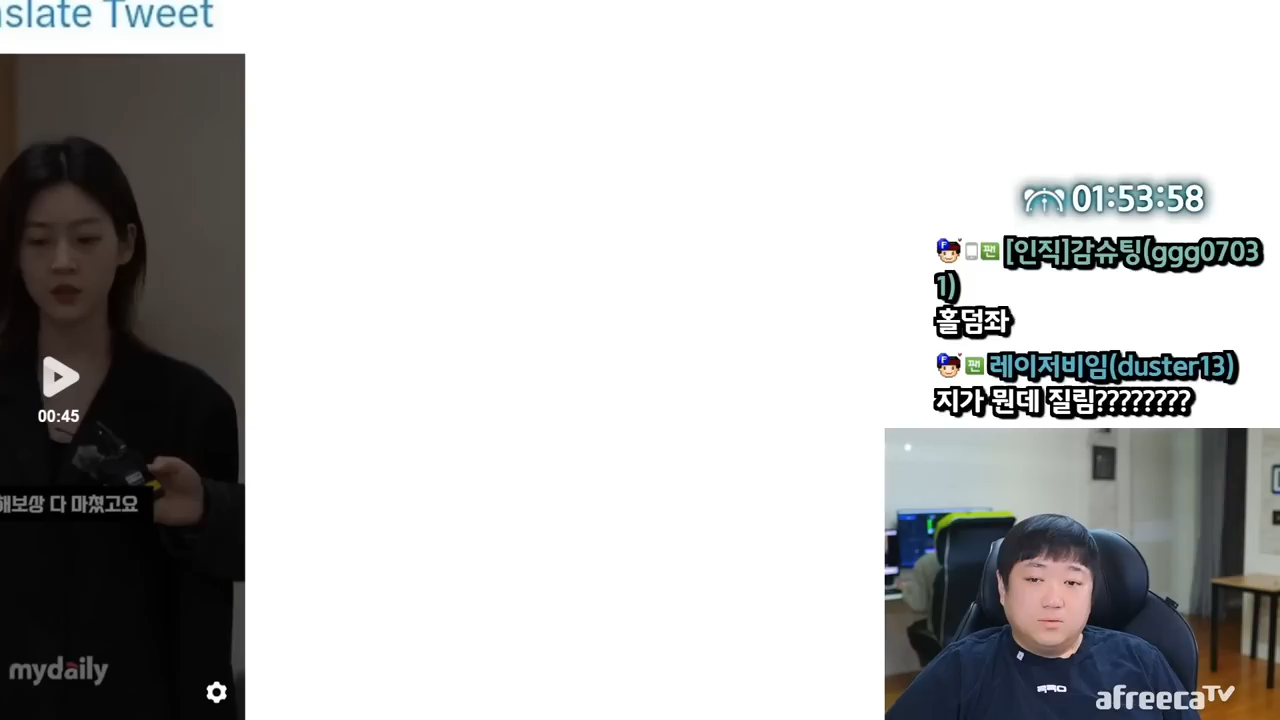 slate Tweet
01:53:58
[인직]감슈팅(ggg0703
1)
홀덤좌
레이저비임(duster13)
지가 뭔데 질림????????
00:45
해보상 다 마쳤고요
mydaily
afreecaTV